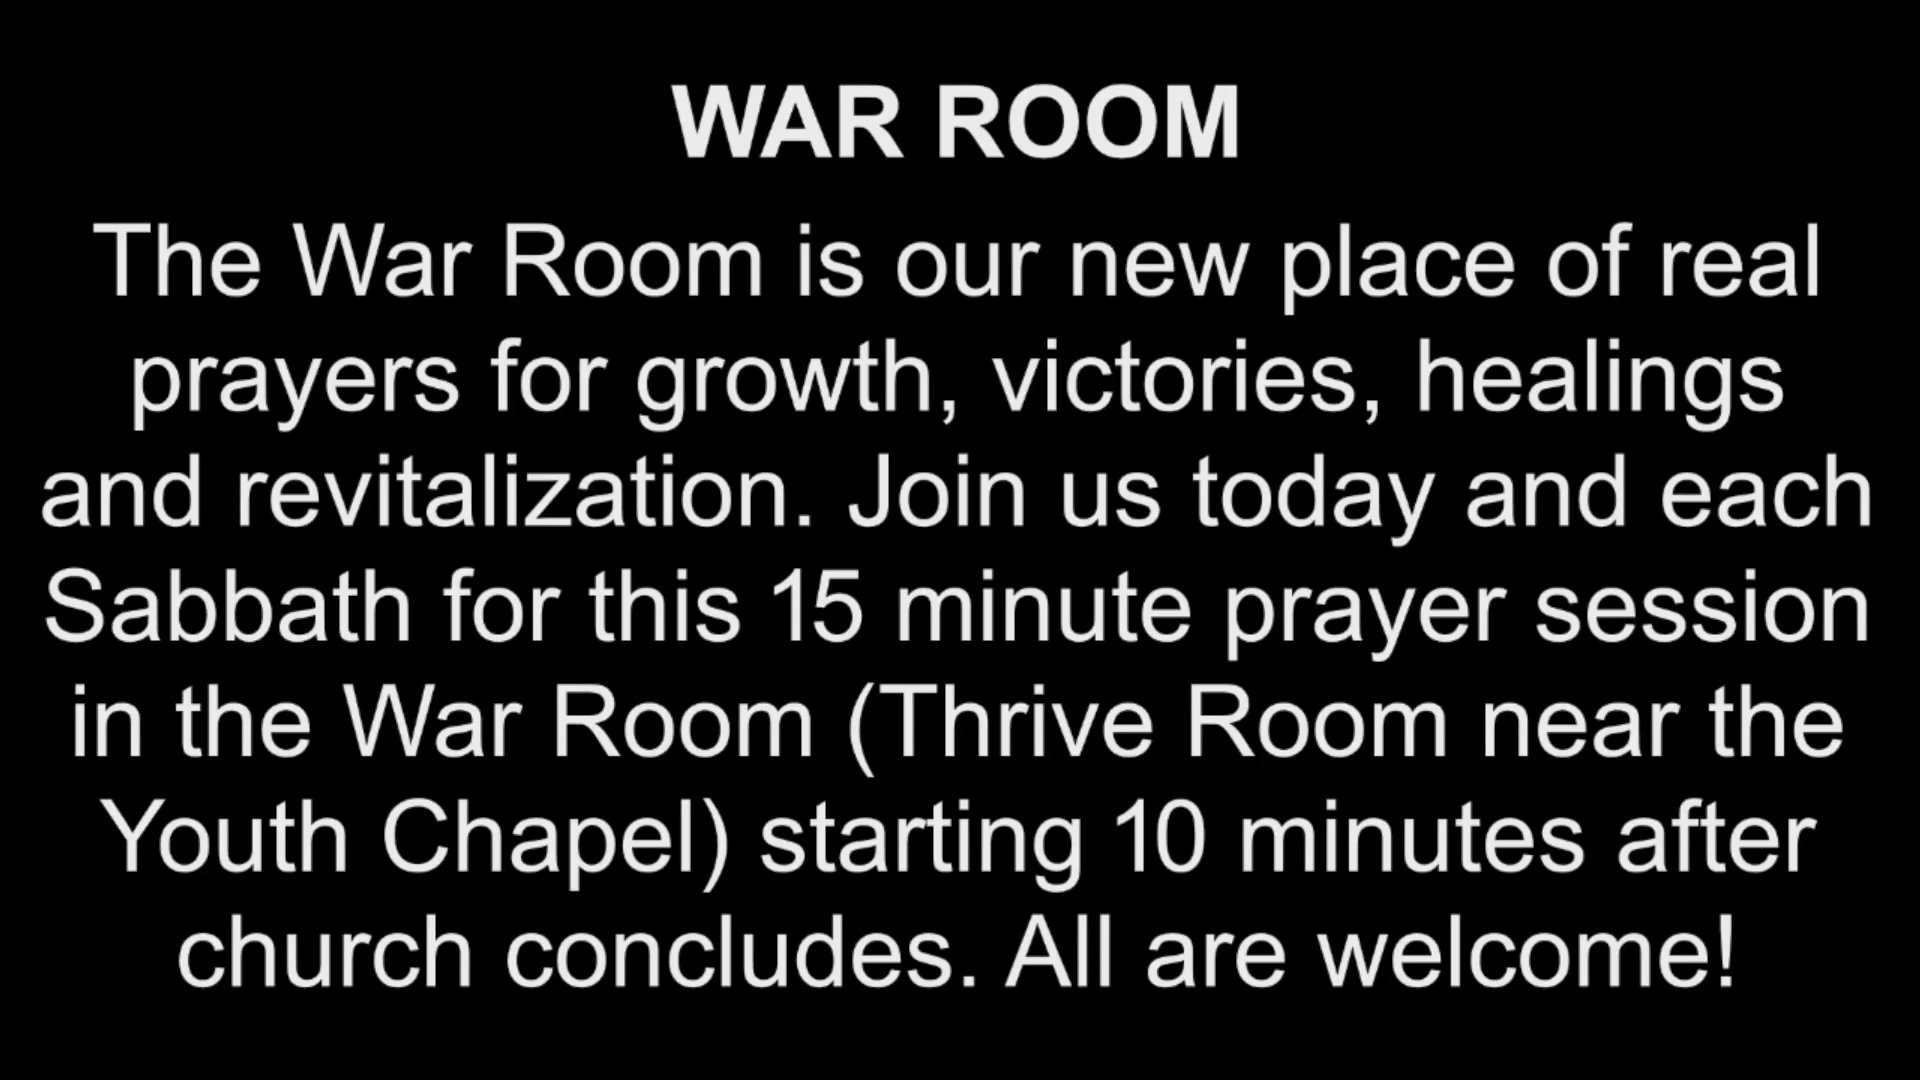 WAR ROOM
The War Room is our new place of real
prayers for growth, victories, healings
and revitalization. Join us today and each
Sabbath for this 15 minute prayer session
in the War Room (Thrive Room near the
Youth Chapel) starting 10 minutes after
church concludes. All are welcome!